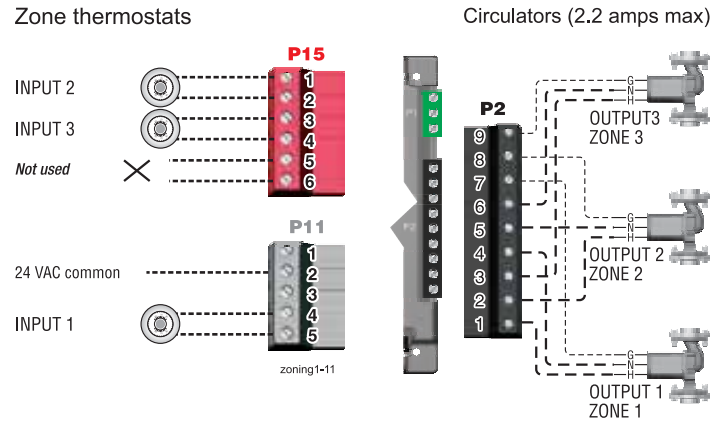 Zone thermostats
P15
INPUT 2
1
2
INPUT 3
3
4
Not used
5
6
P11
1
24 VAC common
2
3
INPUT 1
4
5
zoning1-11
Circulators (2.2 amps max)
P1
P2
P2
9
8
7
6
5
4
3
2
1
G
N
H
OUTPUT3
ZONE 3
G
N
H
OUTPUT 2
ZONE 2
G
N
H
OUTPUT 1
ZONE 1